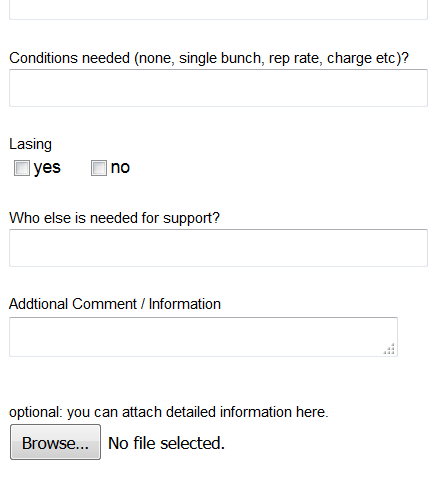 Conditions needed (none, single bunch, rep rate, charge etc)?
Lasing
yes no
Who else is needed for support?
Addtional Comment / Information
optional: you can attach detailed information here.
Browse... No file selected.